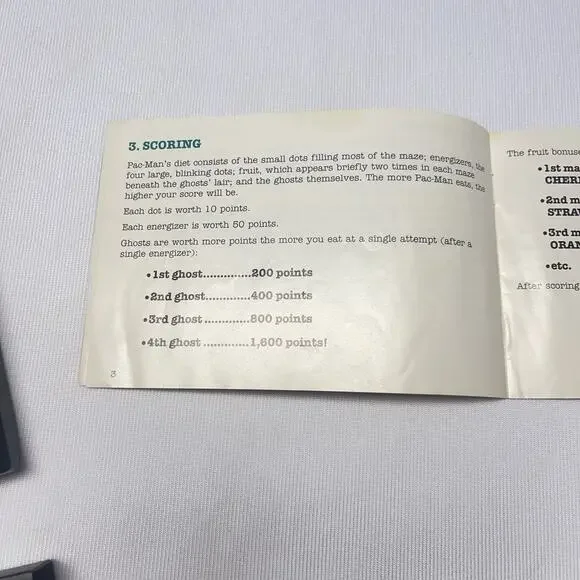 3. SCORING
Pac-Man's diet consists of the small dots filling most of the maze; energizers, the
four large, blinking dots; fruit, which appears briefly two times in each maze
beneath the ghosts' lair; and the ghosts themselves. The more Pac-Man eats, the
higher your score will be.
Each dot is worth 10 points.
Each energizer is worth 50 points.
Ghosts are worth more points the more you eat at a single attempt (after a
single energizer):
•1st ghost..............200 points
•2nd ghost.............400 points
•3rd ghost.............800 points
•4th ghost.............1,600 points!
3
The fruit bonuse
•1st ma
CHER
•2nd m
STRAW
•3rd m
ORAN
•etc.
After scoring